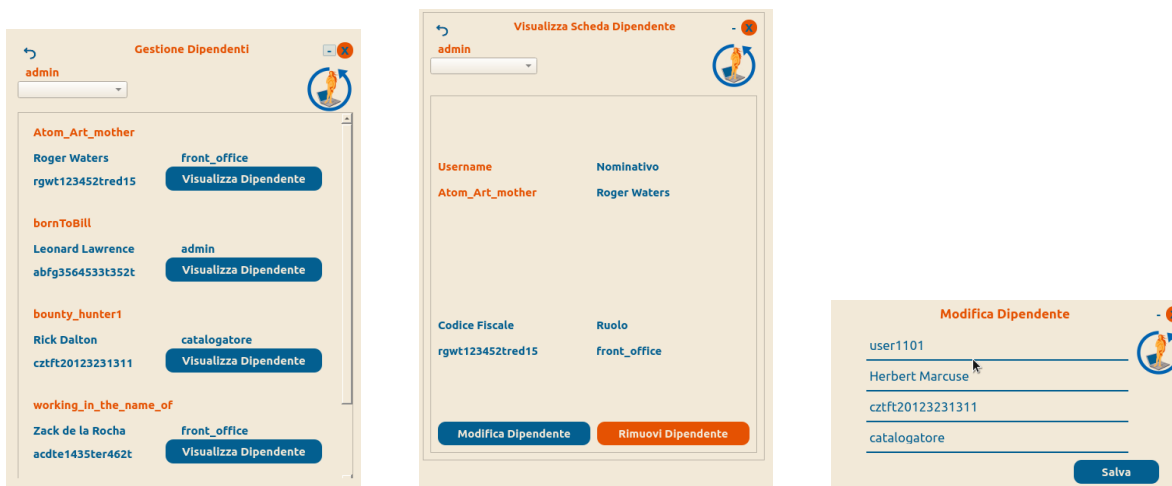 Gestione Dipendenti
- X
admin
Atom_Art_mother
Roger Waters front_office
rgwt123452tred15 Visualizza Dipendente
bornToBill
Leonard Lawrence admin
abfg3564533t352t Visualizza Dipendente
bounty_hunter1
Rick Dalton catalogatore
cztft20123231311 Visualizza Dipendente
working_in_the_name_of
Zack de la Rocha front_office
acdte1435ter462t Visualizza Dipendente
Visualizza Scheda Dipendente
- X
admin
Username Nominativo
Atom_Art_mother Roger Waters
Codice Fiscale Ruolo
rgwt123452tred15 front_office
Modifica Dipendente Rimuovi Dipendente
Modifica Dipendente
-
user1101
Herbert Marcuse
cztft20123231311
catalogatore
Salva